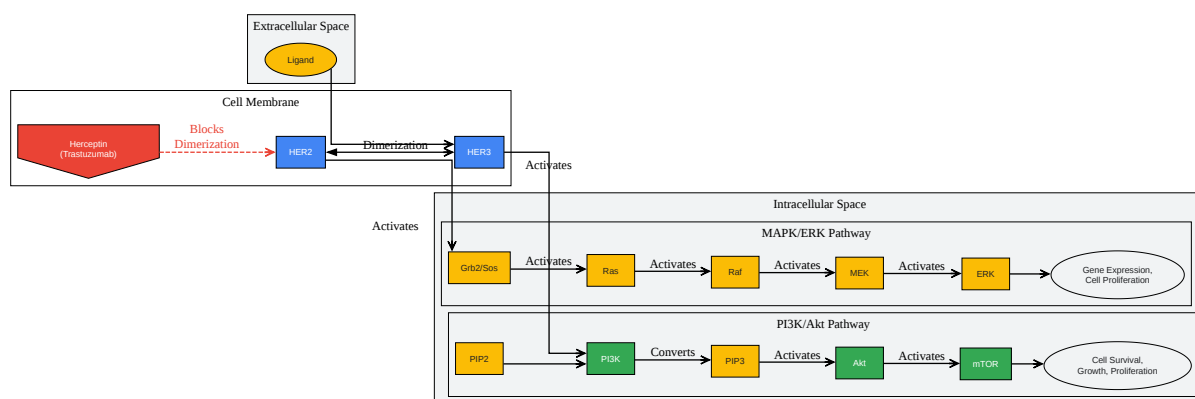 Extracellular Space
Ligand
Cell Membrane
Herceptin
(Trastuzumab)
Blocks
Dimerization
HER2
Dimerization
HER3
Activates
Activates
Intracellular Space
MAPK/ERK Pathway
Grb2/Sos
Activates
Ras
Activates
Raf
Activates
MEK
Activates
ERK
Gene Expression,
Cell Proliferation
PI3K/Akt Pathway
PIP2
PI3K
Converts
PIP3
Activates
Akt
Activates
mTOR
Cell Survival,
Growth, Proliferation